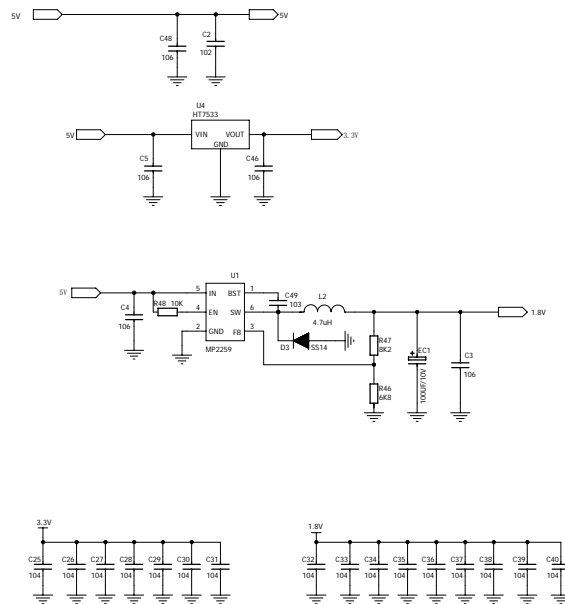 5V
5V
C48
106
C2
102
U4
HT7533
5V
VIN
VOUT
3.3V
GND
C5
106
C46
106
U1
5V
5
IN
BST
1
C49
103
R48 10K
4
EN
SW
6
L2
4.7uH
1.8V
C4
106
2
GND
FB
3
D3
SS14
MP2259
R47
8K2
R46
6K8
EC1
100UF/10V
C3
106
3.3V
C25
104
C26
104
C27
104
C28
104
C29
104
C30
104
C31
104
1.8V
C32
104
C33
104
C34
104
C35
104
C36
104
C37
104
C38
104
C39
104
C40
104